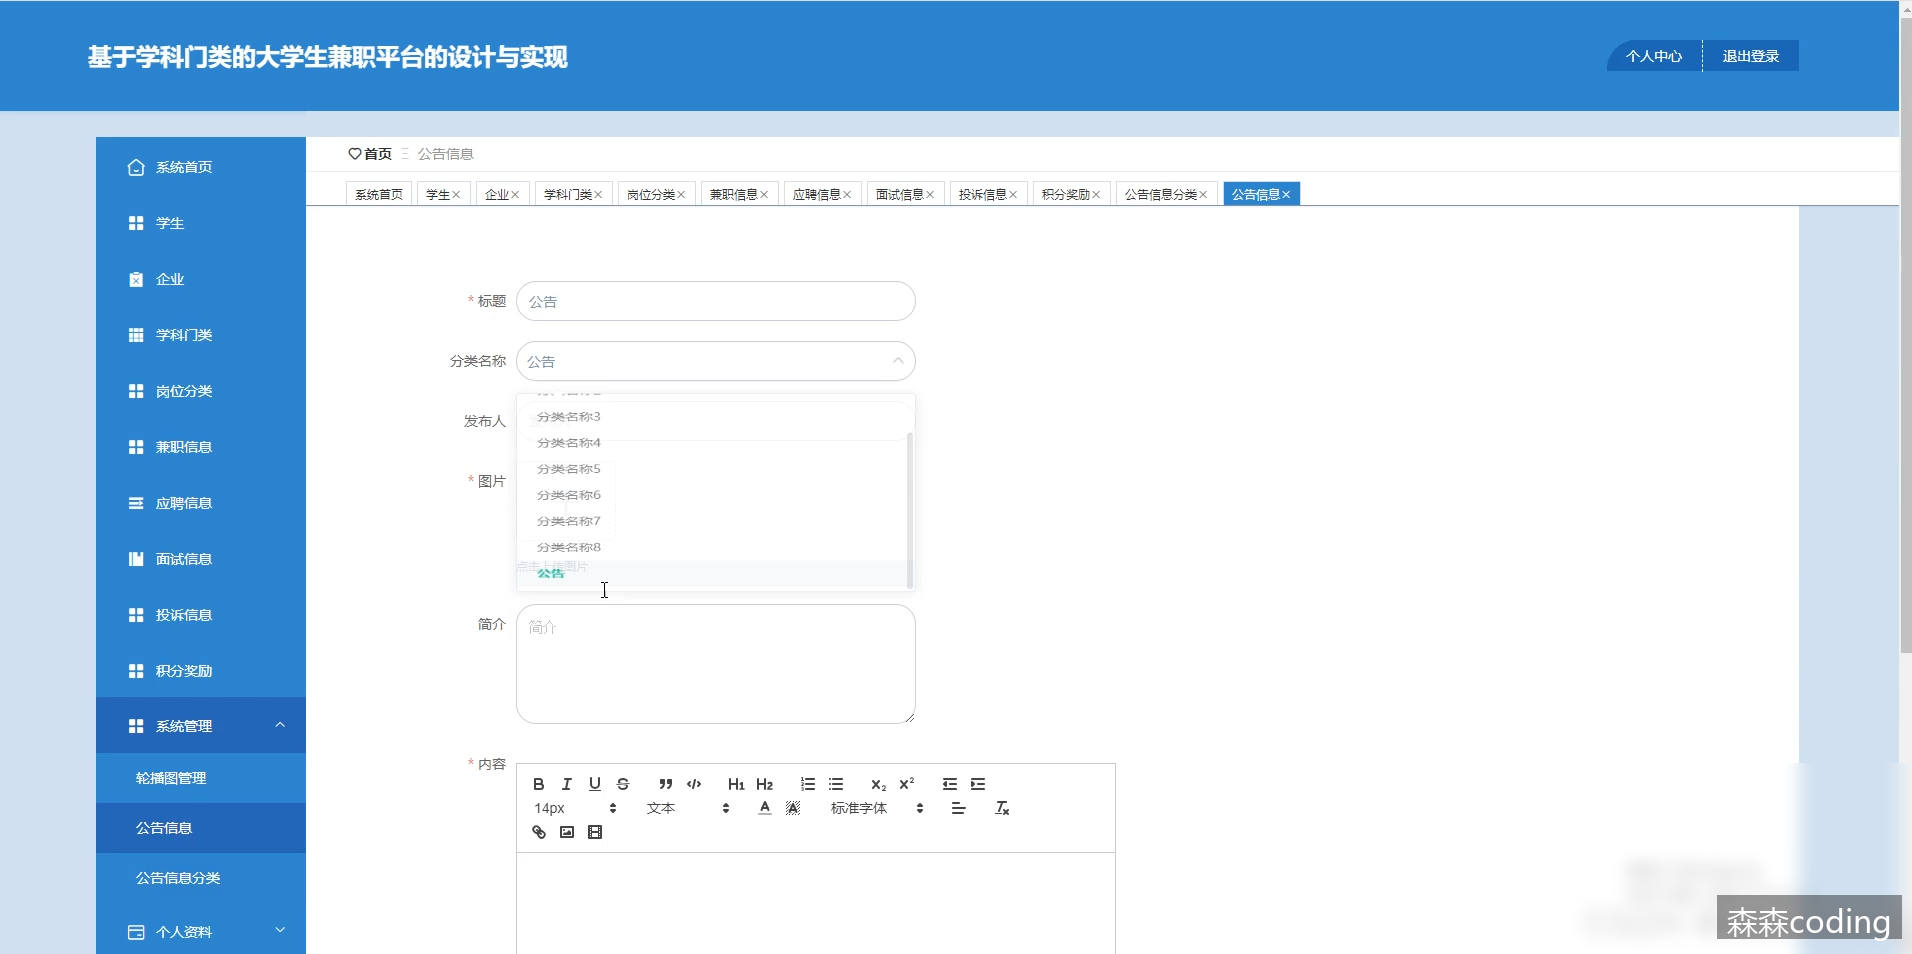 基于学科门类的大学生兼职平台的设计与实现
个人中心 退出登录
系统首页
学生
企业
学科门类
岗位分类
兼职信息
应聘信息
面试信息
投诉信息
积分奖励
系统管理
轮播图管理
公告信息
公告信息分类
个人资料
首页 公告信息
系统首页 学生× 企业× 学科门类× 岗位分类× 兼职信息× 应聘信息× 面试信息× 投诉信息× 积分奖励× 公告信息分类× 公告信息×
* 标题 公告
分类名称 公告
发布人
分类名称3
分类名称4
分类名称5
* 图片
分类名称6
分类名称7
分类名称8
点击上传图片
公告
简介 简介
* 内容
B I U S H1 H2 x2 x2
14px 文本 A A 标准字体 Tx
森森coding